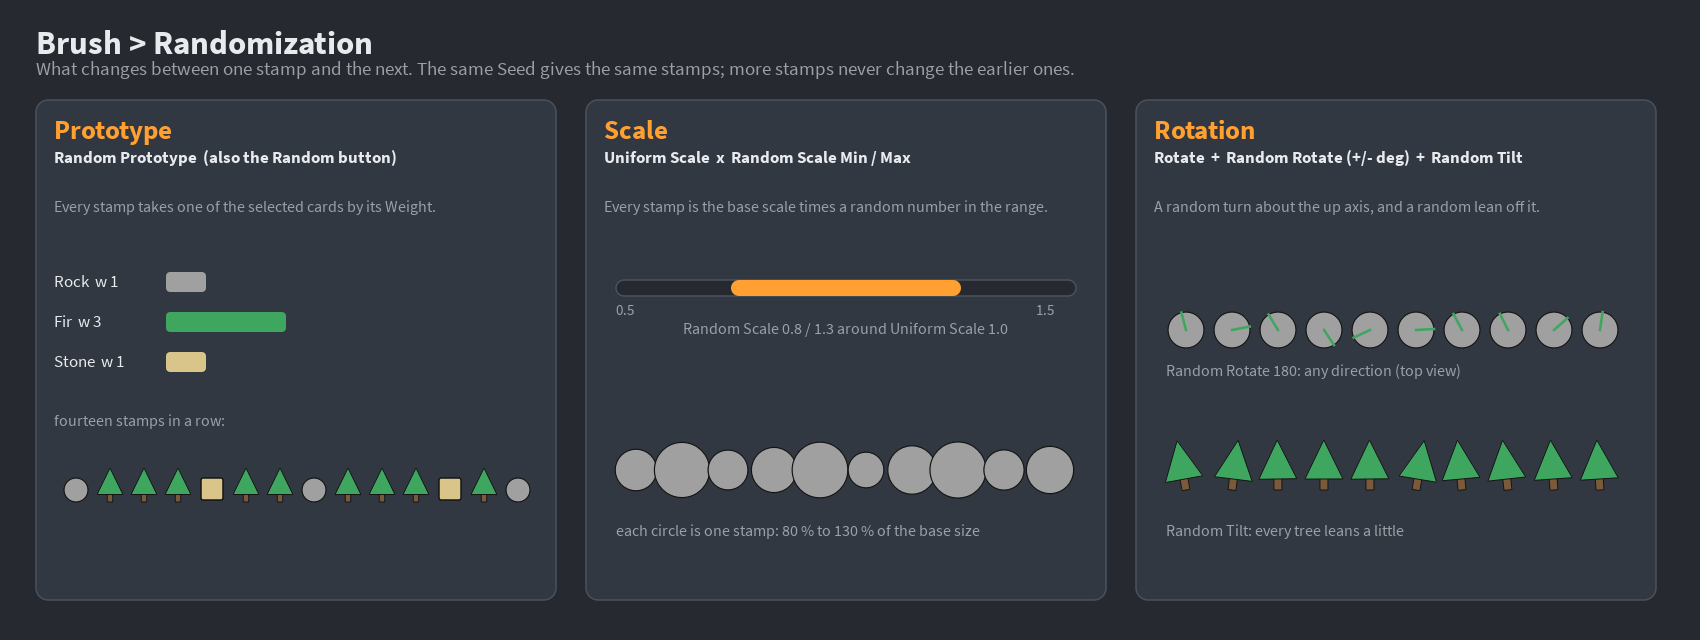 Brush > Randomization
What changes between one stamp and the next. The same Seed gives the same stamps; more stamps never change the earlier ones.
Prototype
Random Prototype (also the Random button)
Every stamp takes one of the selected cards by its Weight.
Rock w 1
Fir w 3
Stone w 1
fourteen stamps in a row:
Scale
Uniform Scale x Random Scale Min / Max
Every stamp is the base scale times a random number in the range.
0.5
1.5
Random Scale 0.8 / 1.3 around Uniform Scale 1.0
each circle is one stamp: 80 % to 130 % of the base size
Rotation
Rotate + Random Rotate (+/- deg) + Random Tilt
A random turn about the up axis, and a random lean off it.
Random Rotate 180: any direction (top view)
Random Tilt: every tree leans a little